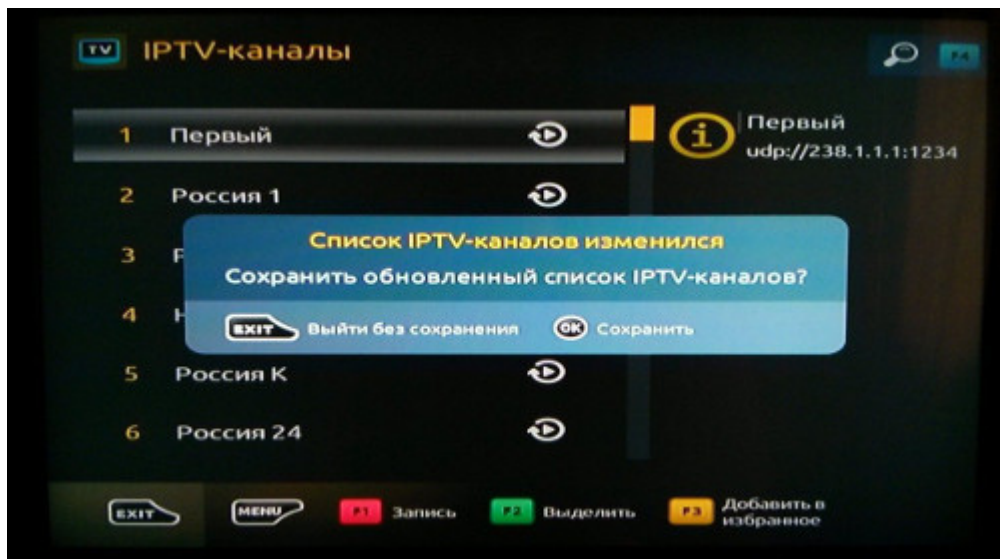 TV IPTV-каналы
F4
1 Первый
Первый
udp://238.1.1.1:1234
2 Россия 1
Список IPTV-каналов изменился
3
Сохранить обновленный список IPTV-каналов?
4 Н
EXIT Выйти без сохранения OK Сохранить
5 Россия К
6 Россия 24
EXIT MENU F1 Запись F2 Выделить F3 Добавить в
избранное